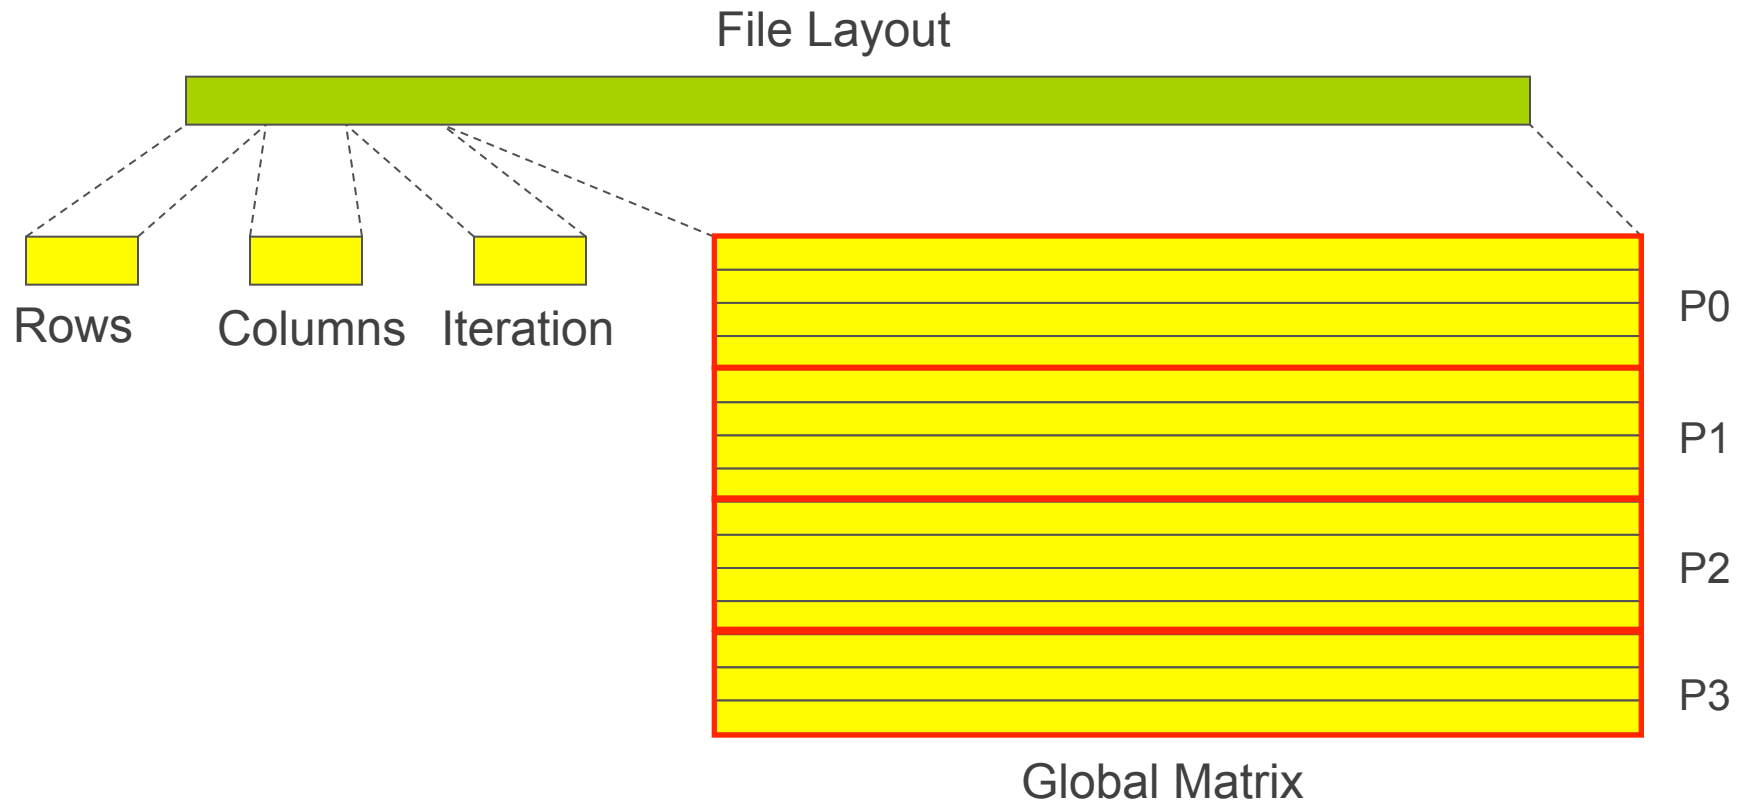 File Layout
Rows
Columns
Iteration
P0
P1
P2
P3
Global Matrix